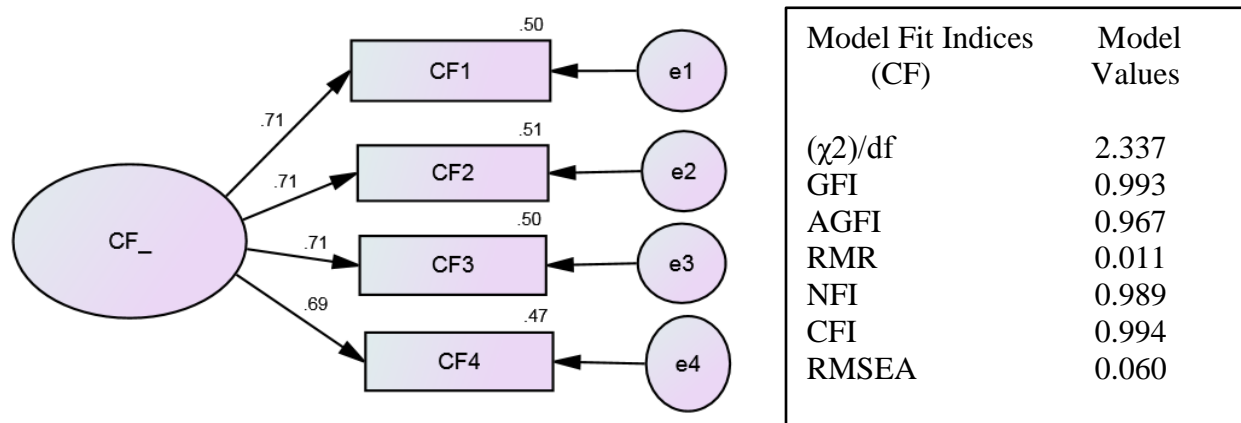 .50
CF1
e1
.71
.51
CF2
e2
.71
.50
CF_
CF3
e3
.71
.47
CF4
e4
.69
Model Fit Indices Model
(CF) Values
(χ2)/df 2.337
GFI 0.993
AGFI 0.967
RMR 0.011
NFI 0.989
CFI 0.994
RMSEA 0.060